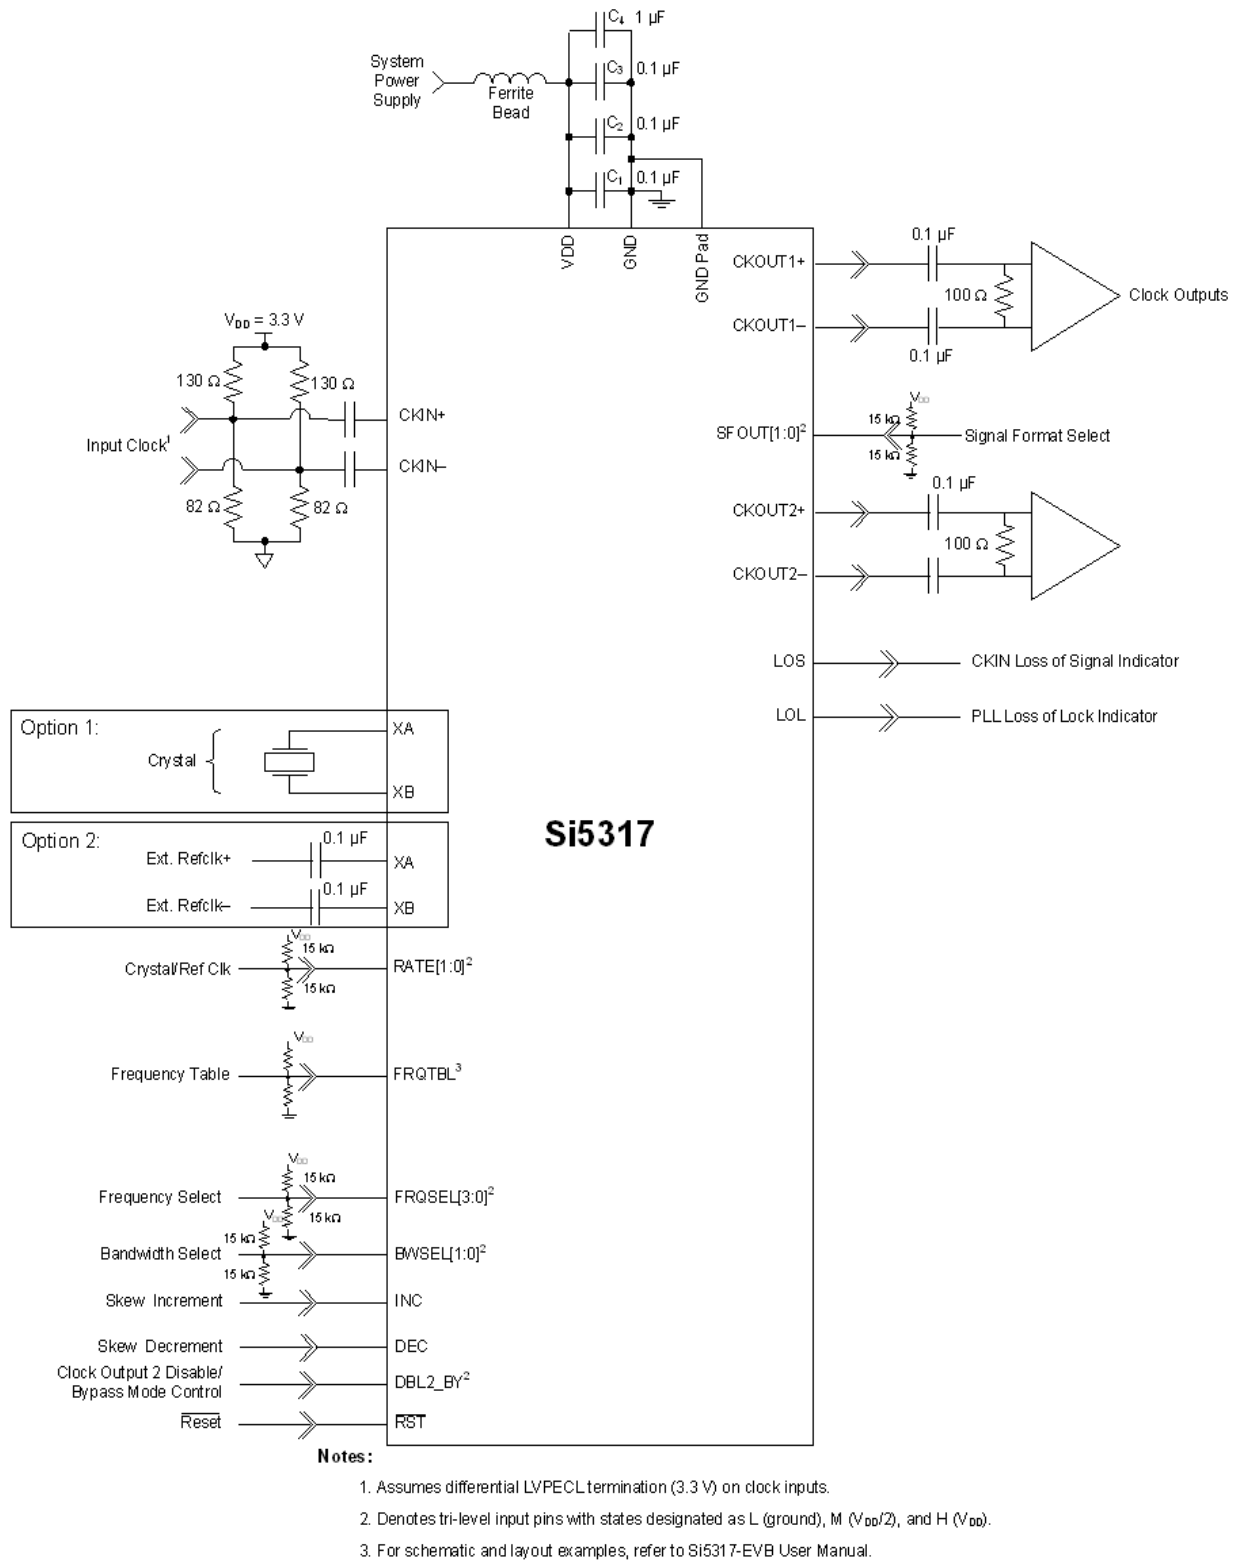 C4 1 µF
System
Power
Supply
Ferrite
Bead
C3 0.1 µF
C2 0.1 µF
C1 0.1 µF
VDD
GND
GND Pad
CKOUT1+
0.1 µF
100 Ω
Clock Outputs
CKOUT1–
0.1 µF
VDD = 3.3 V
130 Ω
130 Ω
CKIN+
Input Clock¹
CKIN–
82 Ω
82 Ω
SFOUT[1:0]²
VDD
15 kΩ
15 kΩ
Signal Format Select
0.1 µF
CKOUT2+
100 Ω
CKOUT2–
LOS
CKIN Loss of Signal Indicator
LOL
PLL Loss of Lock Indicator
Option 1:
Crystal
XA
XB
Si5317
Option 2:
0.1 µF
Ext. Refclk+
XA
0.1 µF
Ext. Refclk–
XB
VDD
15 kΩ
Crystal/Ref Clk
RATE[1:0]²
15 kΩ
VDD
Frequency Table
FRQTBL³
VDD
15 kΩ
Frequency Select
FRQSEL[3:0]²
15 kΩ
VDD
15 kΩ
Bandwidth Select
BWSEL[1:0]²
15 kΩ
Skew Increment
INC
Skew Decrement
DEC
Clock Output 2 Disable/
Bypass Mode Control
DBL2_BY²
Reset
RST
Notes:
1. Assumes differential LVPECL termination (3.3 V) on clock inputs.
2. Denotes tri-level input pins with states designated as L (ground), M (VDD/2), and H (VDD).
3. For schematic and layout examples, refer to Si5317-EVB User Manual.